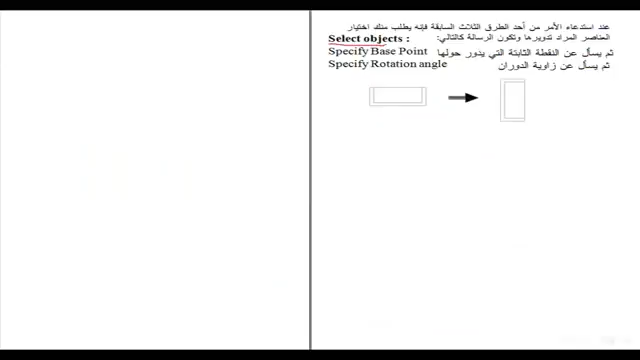 عند استدعاء الأمر من أحد الطرق الثلاث السابقة فإنه يطلب منك اختيار
العناصر المراد تدويرها وتكون الرسالة كالتالي:
Select objects :
ثم يسأل عن النقطة الثابتة التي يدور حولها Specify Base Point
ثم يسأل عن زاوية الدوران Specify Rotation angle